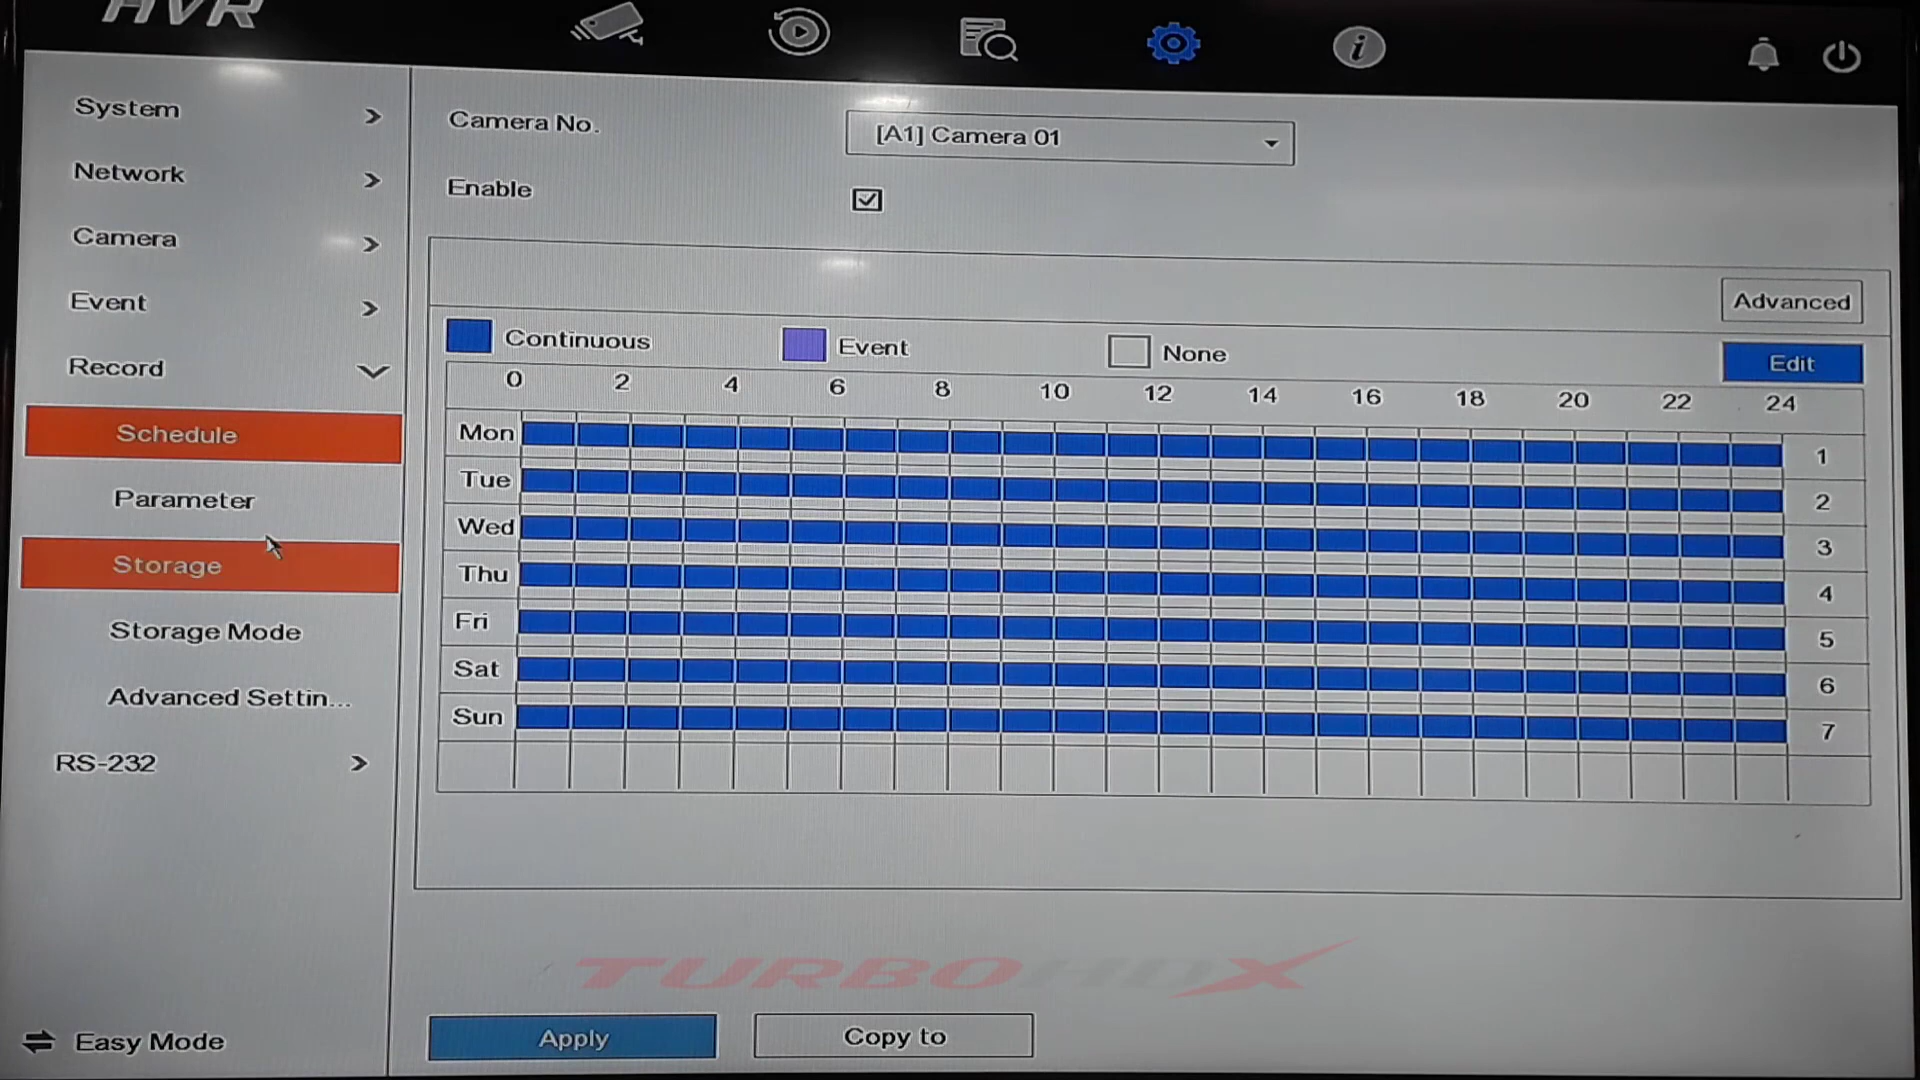 HVR
System
Network
Camera
Event
Record
Schedule
Parameter
Storage
Storage Mode
Advanced Settin...
RS-232
Easy Mode
Camera No.
[A1] Camera 01
Enable
Advanced
Continuous
Event
None
Edit
0 2 4 6 8 10 12 14 16 18 20 22 24
Mon 1
Tue 2
Wed 3
Thu 4
Fri 5
Sat 6
Sun 7
TURBOHDX
Apply
Copy to